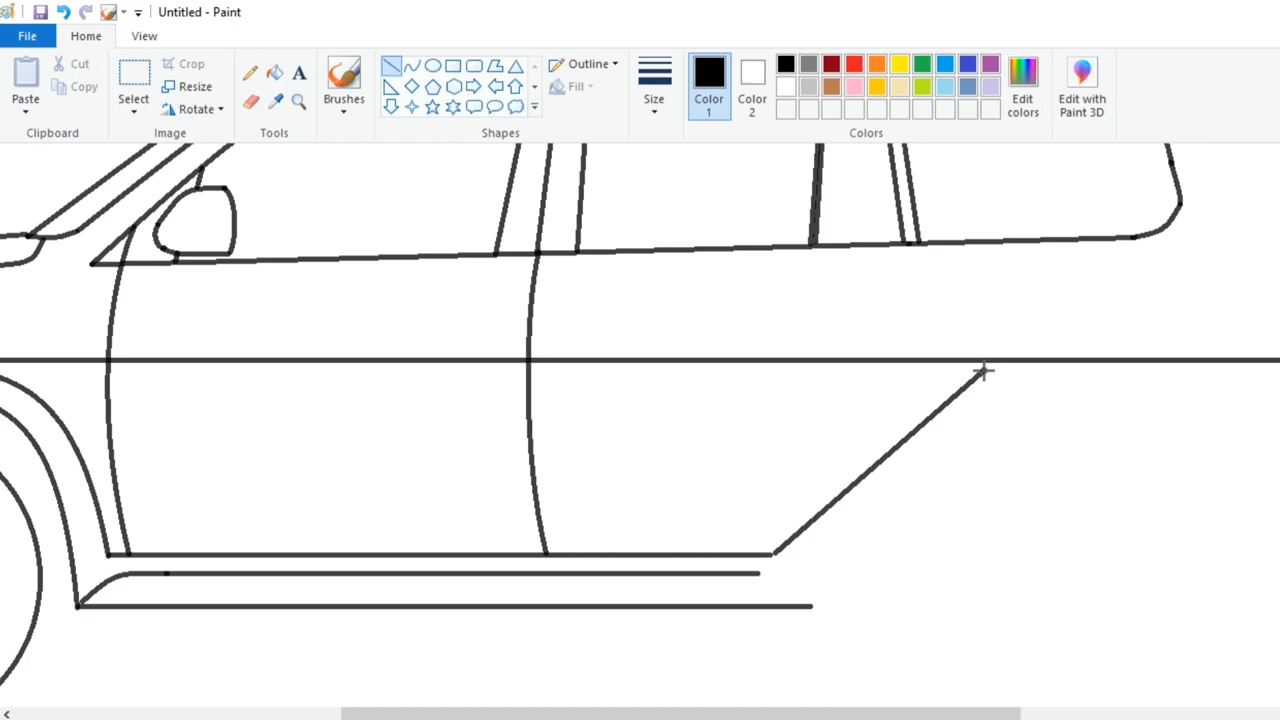 Untitled - Paint
File Home View
Paste Cut Copy Clipboard
Select Crop Resize Rotate Image
A Tools
Brushes
Outline Fill Shapes
Size
Color 1 Color 2 Edit colors Colors
Edit with Paint 3D